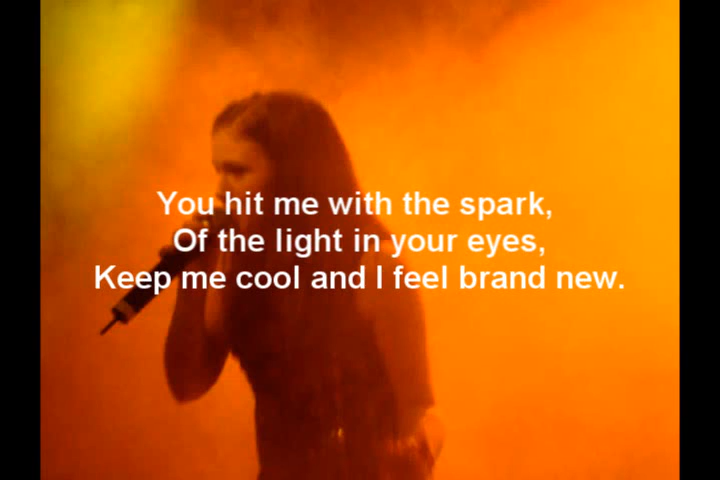 You hit me with the spark,
Of the light in your eyes,
Keep me cool and I feel brand new.